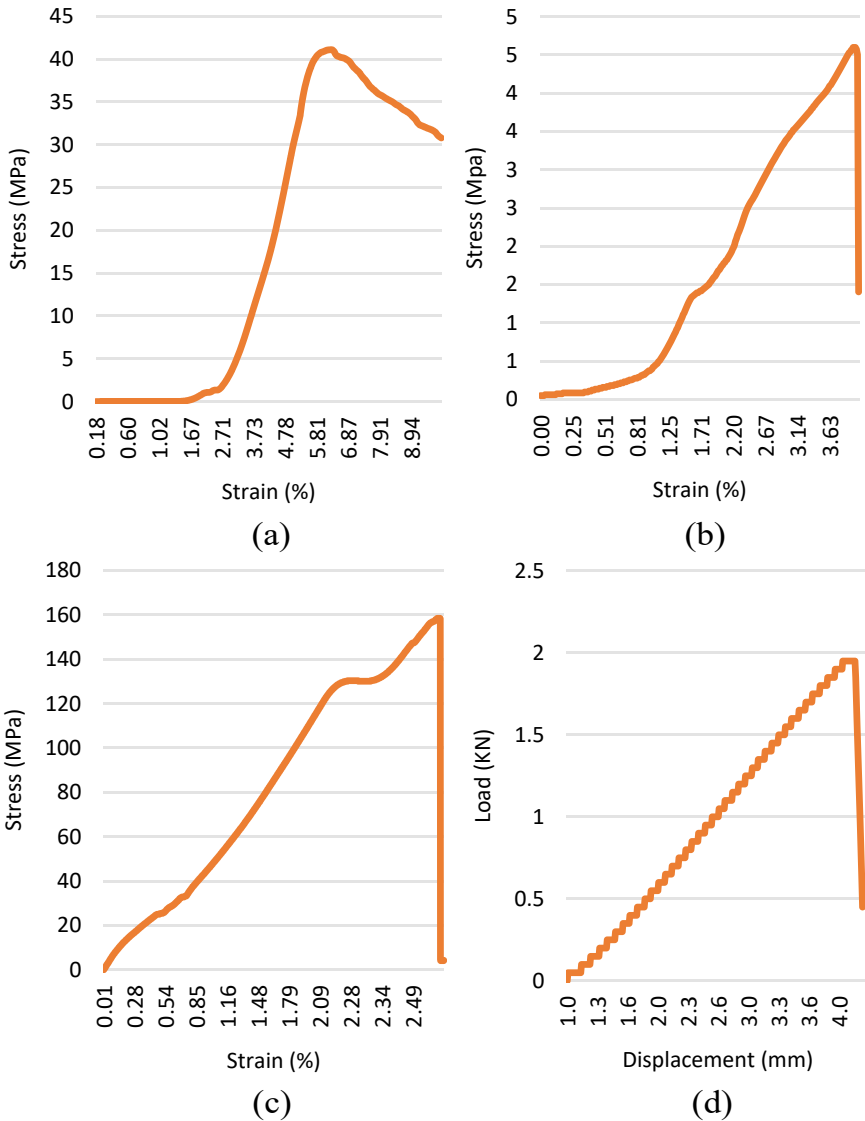 45
40
35
30
25
20
15
10
5
0
Stress (MPa)
0.18 0.60 1.02 1.67 2.71 3.73 4.78 5.81 6.87 7.91 8.94
Strain (%)
(a)
5
5
4
4
3
3
2
2
1
1
0
Stress (Mpa)
0.00 0.25 0.51 0.81 1.25 1.71 2.20 2.67 3.14 3.63
Strain (%)
(b)
180
160
140
120
100
80
60
40
20
0
Stress (MPa)
0.01 0.28 0.54 0.85 1.16 1.48 1.79 2.09 2.28 2.34 2.49
Strain (%)
(c)
2.5
2
1.5
1
0.5
0
Load (KN)
1.0 1.3 1.6 2.0 2.3 2.6 3.0 3.3 3.6 4.0
Displacement (mm)
(d)